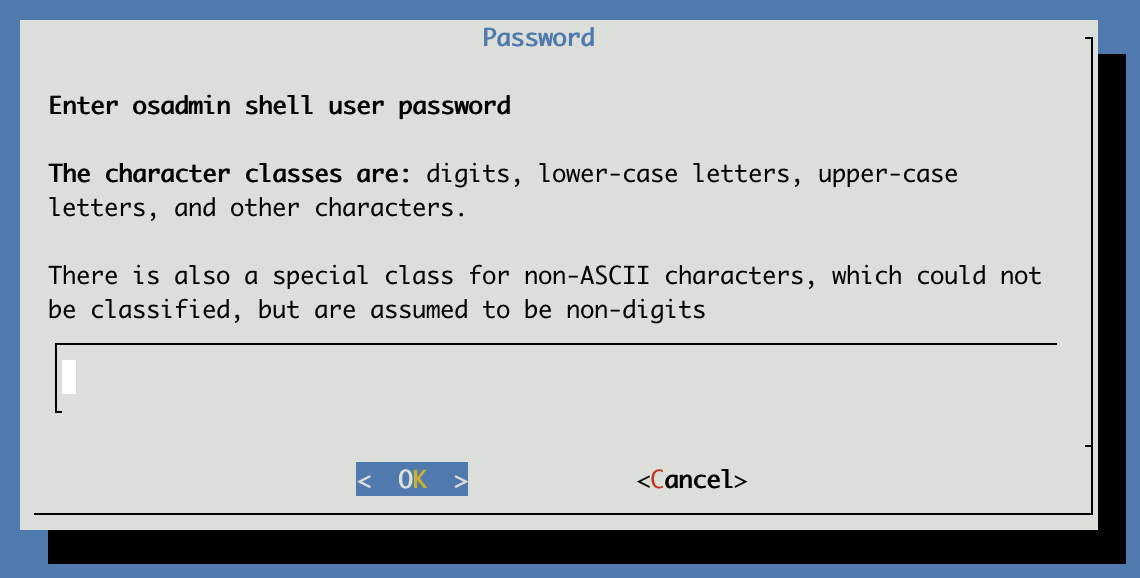 Password
Enter osadmin shell user password
The character classes are: digits, lower-case letters, upper-case
letters, and other characters.
There is also a special class for non-ASCII characters, which could not
be classified, but are assumed to be non-digits
<  OK  > <Cancel>